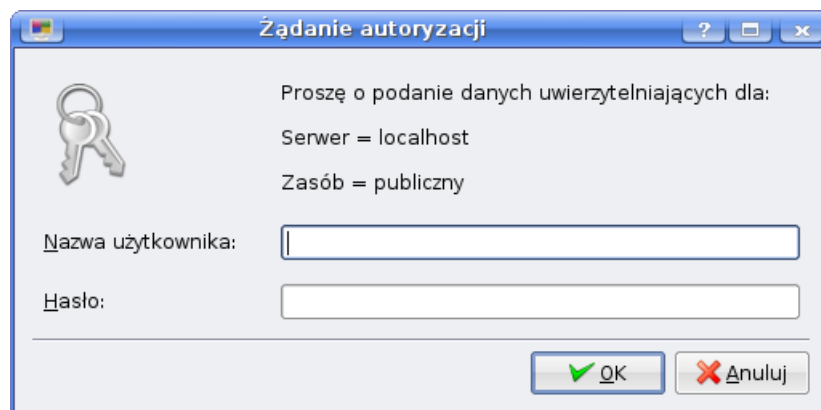 Żądanie autoryzacji
Proszę o podanie danych uwierzytelniających dla:
Serwer = localhost
Zasób = publiczny
Nazwa użytkownika:
Hasło:
OK
Anuluj